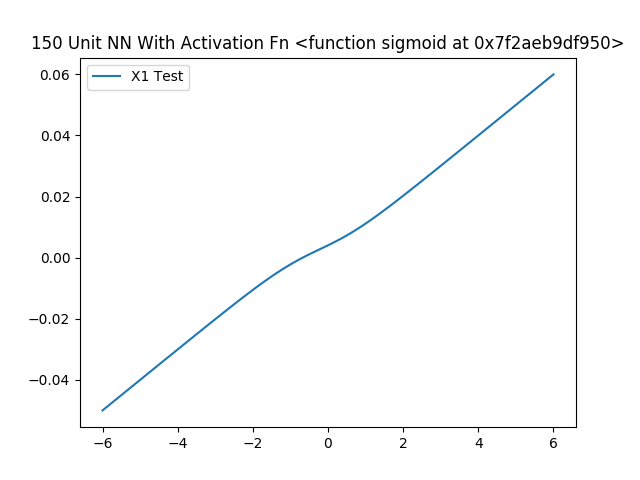 150 Unit NN With Activation Fn <function sigmoid at 0x7f2aeb9df950>
X1 Test
0.06
0.04
0.02
0.00
−0.02
−0.04
−6 −4 −2 0 2 4 6